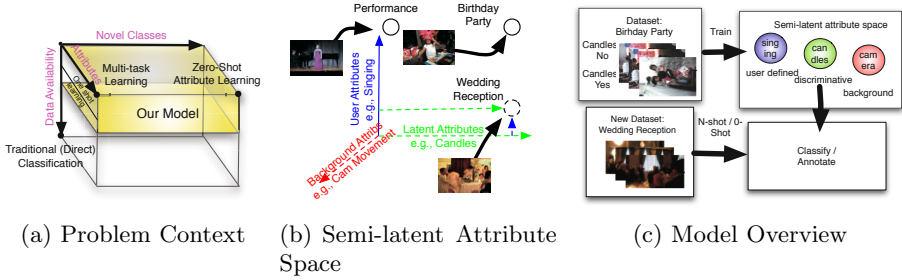 Novel Classes
Data Availability
Attributes
One shot
learning
Multi-task
Learning
Zero-Shot
Attribute Learning
Our Model
Traditional (Direct)
Classification
(a) Problem Context
Performance
Birthday
Party
User Attributes
e.g., Singing
Wedding
Reception
Latent Attributes
e.g., Candles
Background Attribs
e.g., Cam Movement
(b) Semi-latent Attribute
Space
Dataset:
Birthday Party
Candles
No
Candles
Yes
Train
Semi-latent attribute space
sing
ing
can
dles
cam
era
user defined
discriminative
background
New Dataset:
Wedding Reception
N-shot / 0-
Shot
Classify /
Annotate
(c) Model Overview